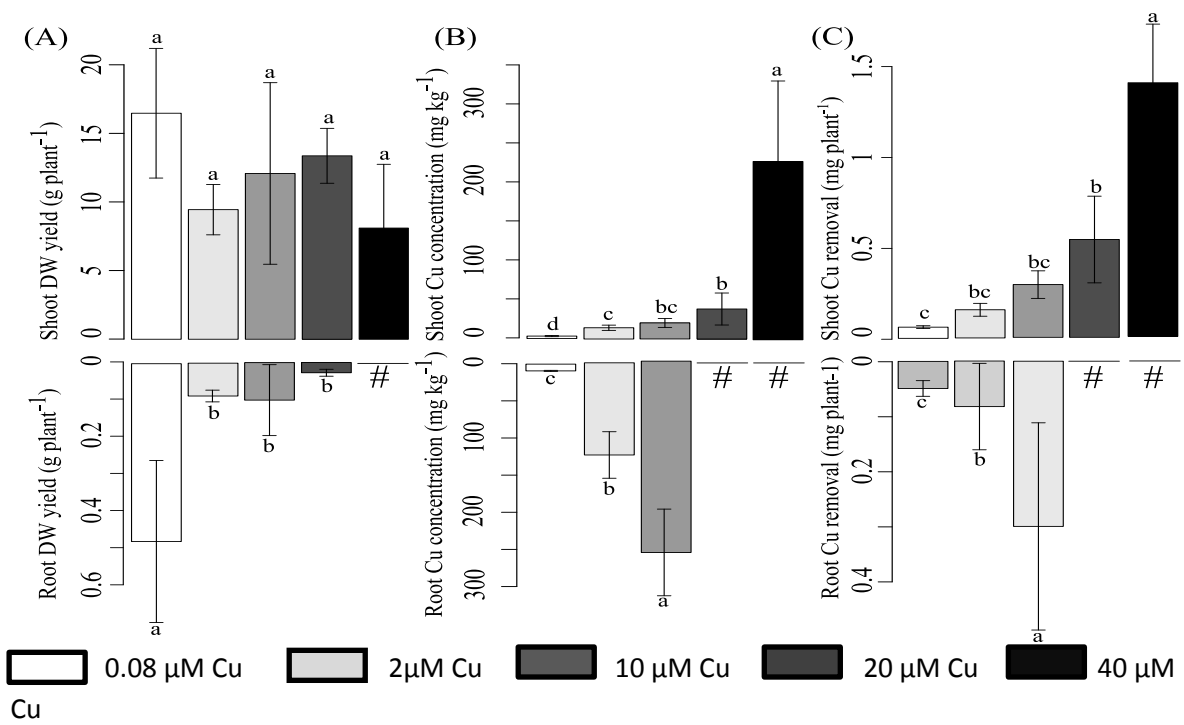 (A)
Shoot DW yield (g plant⁻¹)
20
15
10
5
0
a
a
a
a
a
Root DW yield (g plant⁻¹)
0
0.2
0.4
0.6
a
b
b
b
#
(B)
Shoot Cu concentration (mg kg⁻¹)
300
200
100
0
d
c
bc
b
a
Root Cu concentration (mg kg⁻¹)
0
100
200
300
c
b
a
#
#
(C)
Shoot Cu removal (mg plant⁻¹)
1.5
1
0.5
0
c
bc
bc
b
a
Root Cu removal (mg plant-1)
0
0.2
0.4
c
b
a
#
#
0.08 µM Cu 2µM Cu 10 µM Cu 20 µM Cu 40 µM
Cu